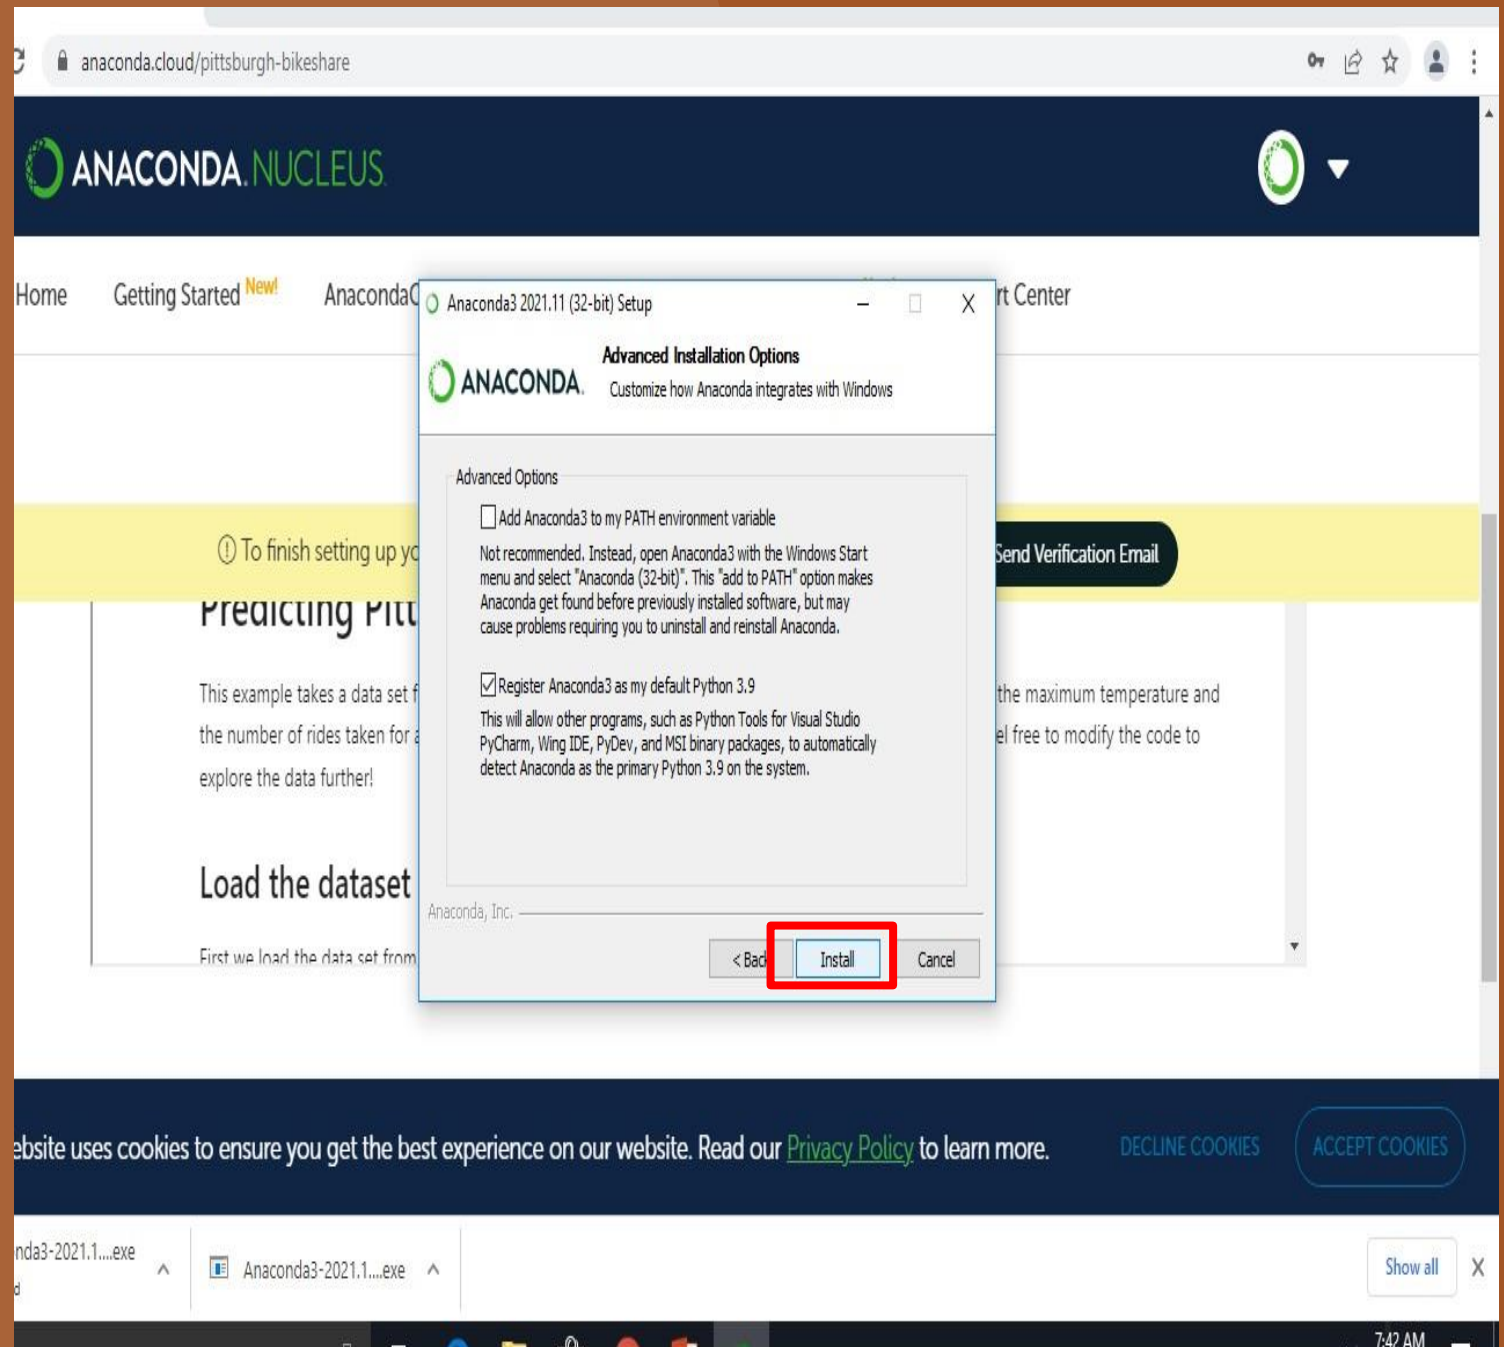 anaconda.cloud/pittsburgh-bikeshare
ANACONDA.NUCLEUS.
Home Getting Started New! Anaconda rt Center
Anaconda3 2021.11 (32-bit) Setup
Advanced Installation Options
ANACONDA.
Customize how Anaconda integrates with Windows
Advanced Options
Add Anaconda3 to my PATH environment variable
Not recommended. Instead, open Anaconda3 with the Windows Start
menu and select "Anaconda (32-bit)". This "add to PATH" option makes
Anaconda get found before previously installed software, but may
cause problems requiring you to uninstall and reinstall Anaconda.
Register Anaconda3 as my default Python 3.9
This will allow other programs, such as Python Tools for Visual Studio
PyCharm, Wing IDE, PyDev, and MSI binary packages, to automatically
detect Anaconda as the primary Python 3.9 on the system.
Anaconda, Inc.
< Back Install Cancel
To finish setting up yo Send Verification Email
Predicting Pitt
This example takes a data set f the maximum temperature and
the number of rides taken for a el free to modify the code to
explore the data further!
Load the dataset
First we load the data set from
ebsite uses cookies to ensure you get the best experience on our website. Read our Privacy Policy to learn more. DECLINE COOKIES ACCEPT COOKIES
nda3-2021.1....exe
d
Anaconda3-2021.1....exe
Show all
7:42 AM